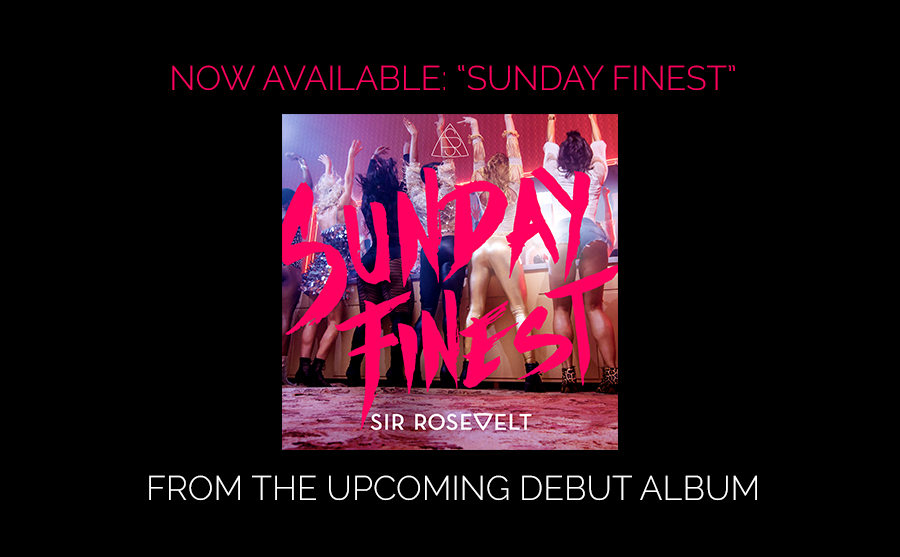 NOW AVAILABLE: “SUNDAY FINEST”
SUNDAY
FINEST
SIR ROSEVELT
FROM THE UPCOMING DEBUT ALBUM